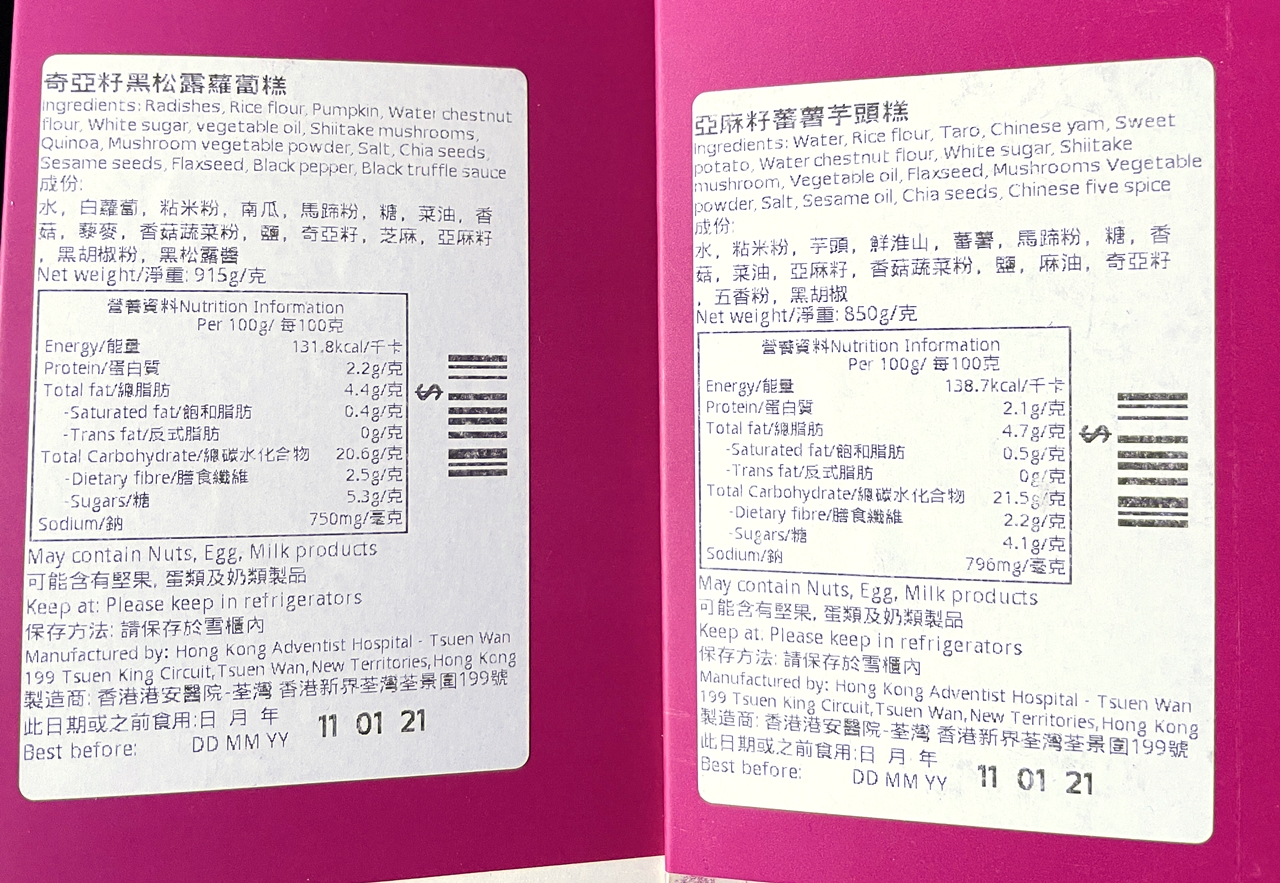 奇亞籽黑松露蘿蔔糕
Ingredients: Radishes, Rice flour, Pumpkin, Water chestnut
flour, White sugar, vegetable oil, Shiitake mushrooms,
Quinoa, Mushroom vegetable powder, Salt, Chia seeds,
Sesame seeds, Flaxseed, Black pepper, Black truffle sauce
成份:
水, 白蘿蔔, 粘米粉, 南瓜, 馬蹄粉, 糖, 菜油, 香
菇, 藜麥, 香菇蔬菜粉, 鹽, 奇亞籽, 芝麻, 亞麻籽
, 黑胡椒粉, 黑松露醬
Net weight/淨重: 915g/克
營養資料Nutrition Information
Per 100g/ 每100克
Energy/能量 131.8kcal/千卡
Protein/蛋白質 2.2g/克
Total fat/總脂肪 4.4g/克
-Saturated fat/飽和脂肪 0.4g/克
-Trans fat/反式脂肪 0g/克
Total Carbohydrate/總碳水化合物 20.6g/克
-Dietary fibre/膳食纖維 2.5g/克
-Sugars/糖 5.3g/克
Sodium/鈉 750mg/毫克
$
May contain Nuts, Egg, Milk products
可能含有堅果, 蛋類及奶類製品
Keep at: Please keep in refrigerators
保存方法: 請保存於雪櫃內
Manufactured by: Hong Kong Adventist Hospital - Tsuen Wan
199 Tsuen King Circuit,Tsuen Wan,New Territories,Hong Kong
製造商: 香港港安醫院-荃灣 香港新界荃灣荃景圍199號
此日期或之前食用:日 月 年 11 01 21
Best before: DD MM YY
亞麻籽蕃薯芋頭糕
Ingredients: Water, Rice flour, Taro, Chinese yam, Sweet
potato, Water chestnut flour, White sugar, Shiitake
mushroom, Vegetable oil, Flaxseed, Mushrooms Vegetable
powder, Salt, Sesame oil, Chia seeds, Chinese five spice
成份:
水, 粘米粉, 芋頭, 鮮淮山, 蕃薯, 馬蹄粉, 糖, 香
菇, 菜油, 亞麻籽, 香菇蔬菜粉, 鹽, 麻油, 奇亞籽
, 五香粉, 黑胡椒
Net weight/淨重: 850g/克
營養資料Nutrition Information
Per 100g/ 每100克
Energy/能量 138.7kcal/千卡
Protein/蛋白質 2.1g/克
Total fat/總脂肪 4.7g/克
-Saturated fat/飽和脂肪 0.5g/克
-Trans fat/反式脂肪 0g/克
Total Carbohydrate/總碳水化合物 21.5g/克
-Dietary fibre/膳食纖維 2.2g/克
-Sugars/糖 4.1g/克
Sodium/鈉 796mg/毫克
$
May contain Nuts, Egg, Milk products
可能含有堅果, 蛋類及奶類製品
Keep at: Please keep in refrigerators
保存方法: 請保存於雪櫃內
Manufactured by: Hong Kong Adventist Hospital - Tsuen Wan
199 Tsuen King Circuit,Tsuen Wan,New Territories,Hong Kong
製造商: 香港港安醫院-荃灣 香港新界荃灣荃景圍199號
此日期或之前食用:日 月 年 11 01 21
Best before: DD MM YY